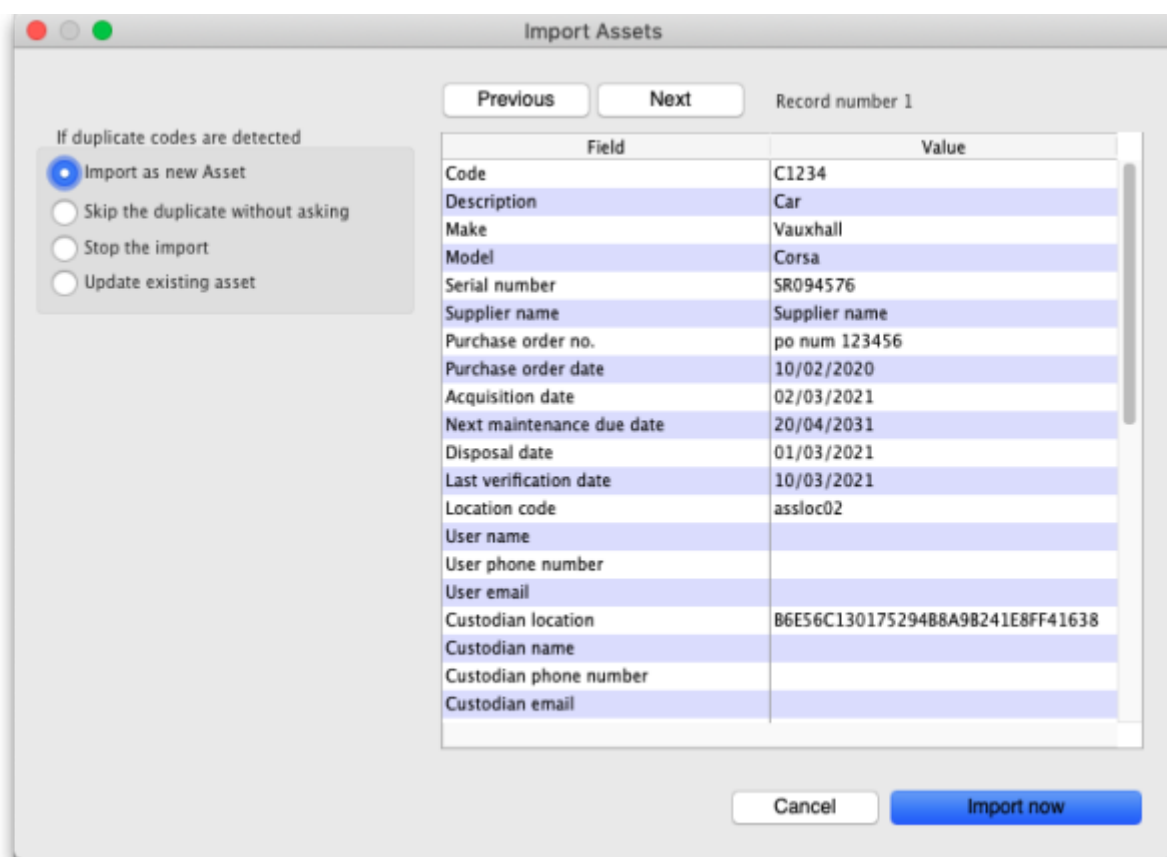 Import Assets
Previous Next Record number 1
If duplicate codes are detected
Import as new Asset
Skip the duplicate without asking
Stop the import
Update existing asset
Field Value
Code C1234
Description Car
Make Vauxhall
Model Corsa
Serial number SR094576
Supplier name Supplier name
Purchase order no. po num 123456
Purchase order date 10/02/2020
Acquisition date 02/03/2021
Next maintenance due date 20/04/2031
Disposal date 01/03/2021
Last verification date 10/03/2021
Location code assloc02
User name
User phone number
User email
Custodian location B6E56C130175294B8A9B241E8FF41638
Custodian name
Custodian phone number
Custodian email
Cancel Import now